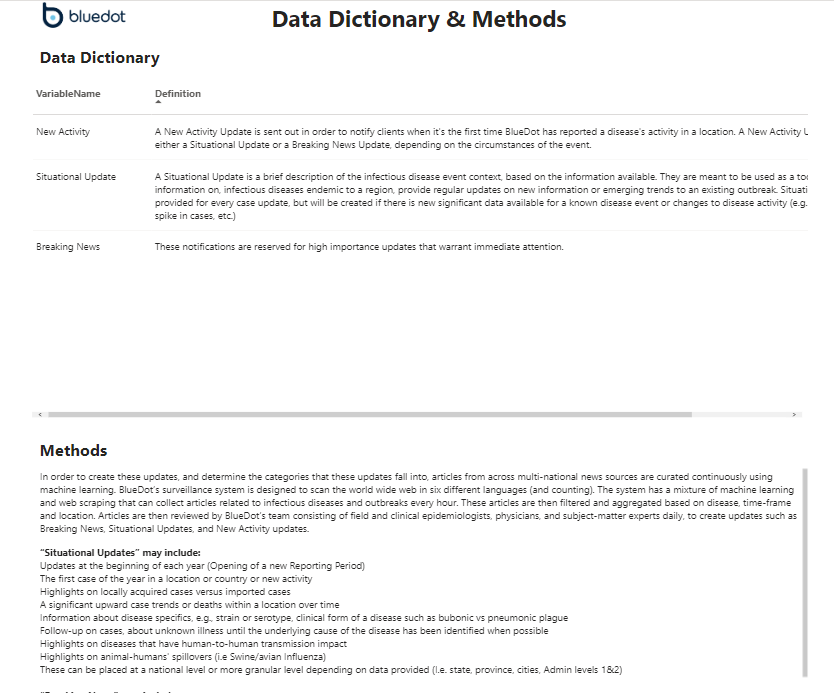 bluedot
Data Dictionary & Methods
Data Dictionary
VariableName Definition
New Activity A New Activity Update is sent out in order to notify clients when it's the first time BlueDot has reported a disease's activity in a location. A New Activity U
either a Situational Update or a Breaking News Update, depending on the circumstances of the event.
Situational Update A Situational Update is a brief description of the infectious disease event context, based on the information available. They are meant to be used as a too
information on, infectious diseases endemic to a region, provide regular updates on new information or emerging trends to an existing outbreak. Situati
provided for every case update, but will be created if there is new significant data available for a known disease event or changes to disease activity (e.g.
spike in cases, etc.)
Breaking News These notifications are reserved for high importance updates that warrant immediate attention.
Methods
In order to create these updates, and determine the categories that these updates fall into, articles from across multi-national news sources are curated continuously using
machine learning. BlueDot's surveillance system is designed to scan the world wide web in six different languages (and counting). The system has a mixture of machine learning
and web scraping that can collect articles related to infectious diseases and outbreaks every hour. These articles are then filtered and aggregated based on disease, time-frame
and location. Articles are then reviewed by BlueDot's team consisting of field and clinical epidemiologists, physicians, and subject-matter experts daily, to create updates such as
Breaking News, Situational Updates, and New Activity updates.
"Situational Updates" may include:
Updates at the beginning of each year (Opening of a new Reporting Period)
The first case of the year in a location or country or new activity
Highlights on locally acquired cases versus imported cases
A significant upward case trends or deaths within a location over time
Information about disease specifics, e.g., strain or serotype, clinical form of a disease such as bubonic vs pneumonic plague
Follow-up on cases, about unknown illness until the underlying cause of the disease has been identified when possible
Highlights on diseases that have human-to-human transmission impact
Highlights on animal-humans' spillovers (i.e Swine/avian Influenza)
These can be placed at a national level or more granular level depending on data provided (I.e. state, province, cities, Admin levels 1&2)